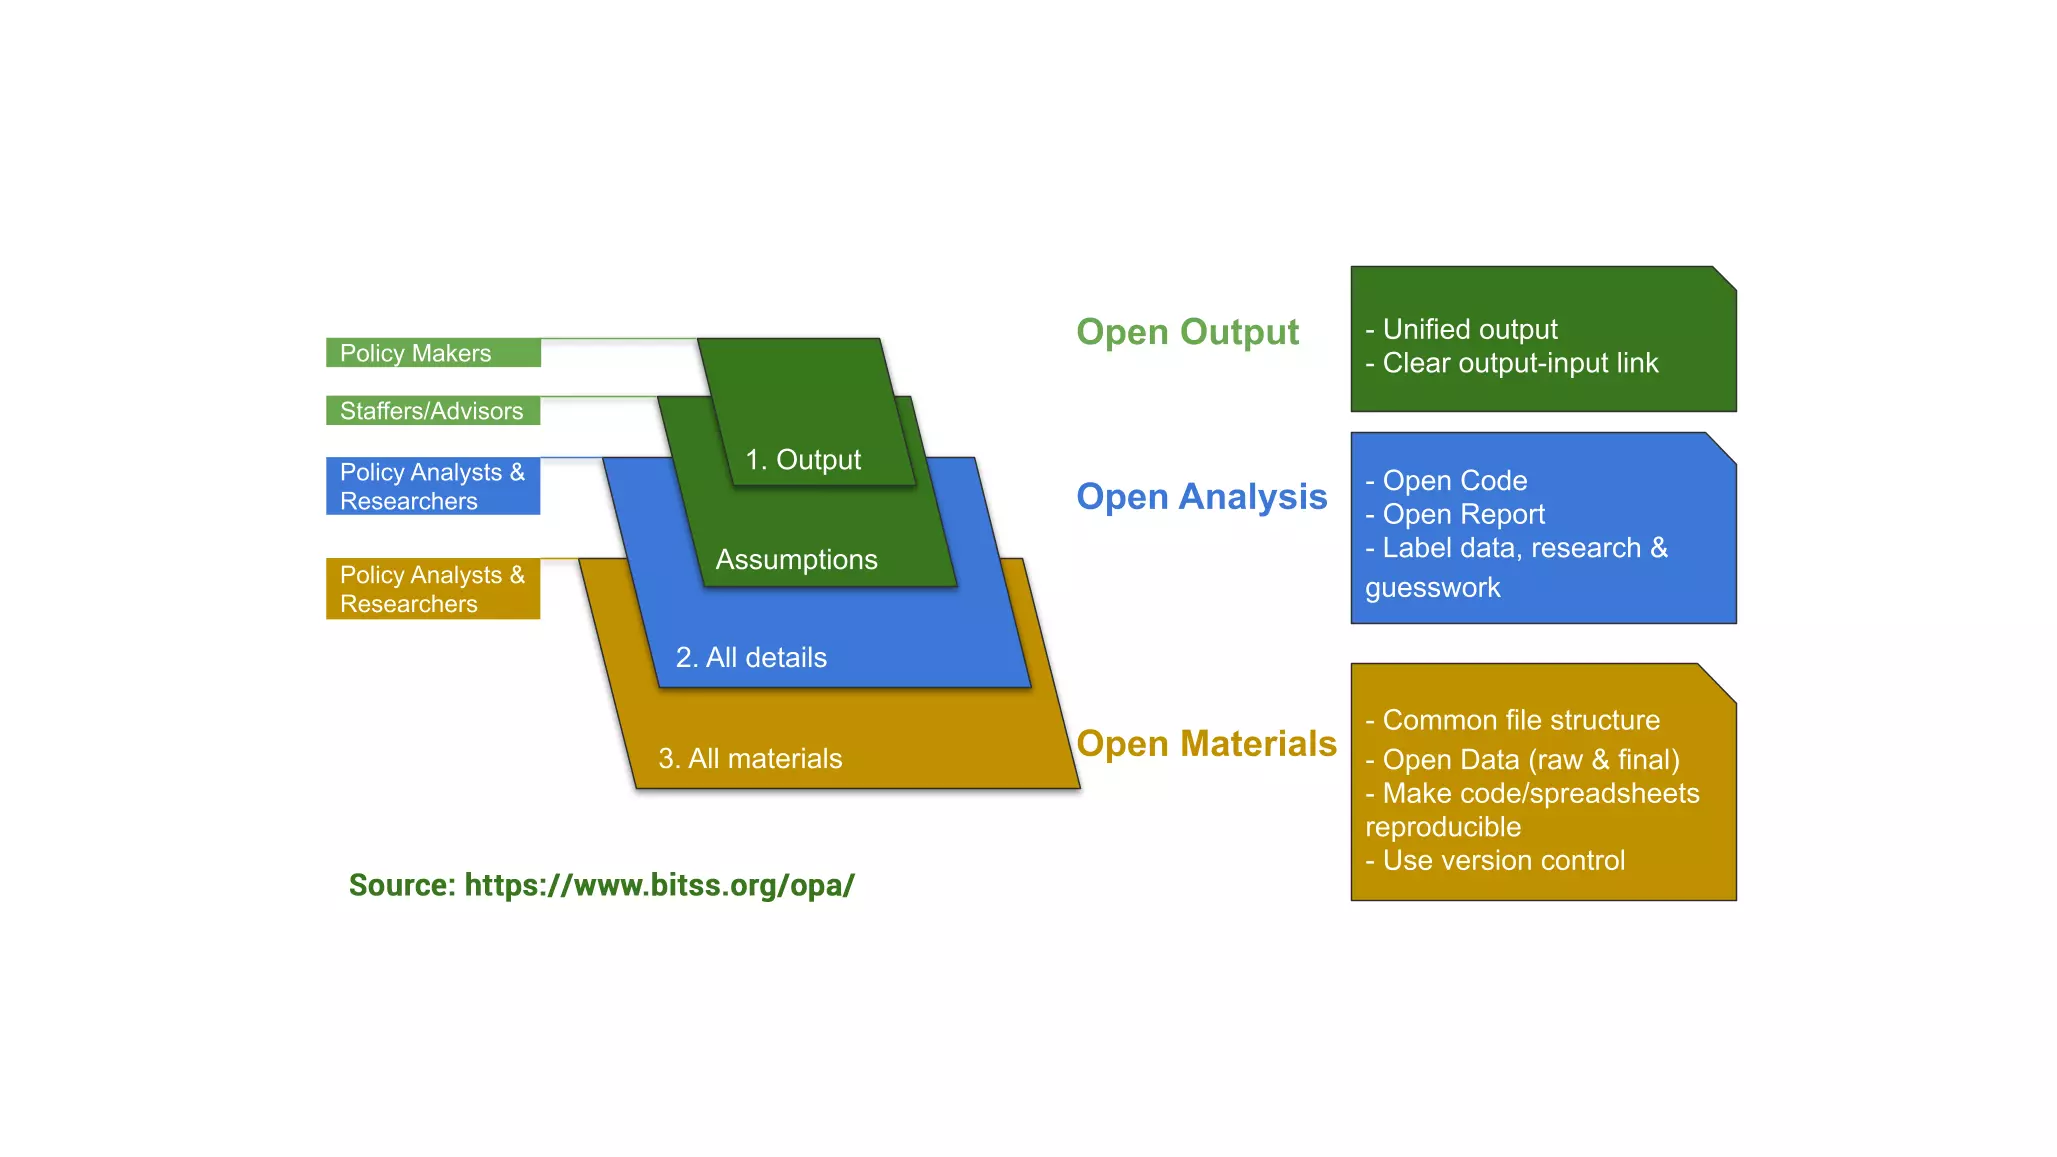 Policy Makers
Staffers/Advisors
Policy Analysts &
Researchers
Policy Analysts &
Researchers
1. Output
Assumptions
2. All details
3. All materials
Open Output
- Unified output
- Clear output-input link
Open Analysis
- Open Code
- Open Report
- Label data, research &
guesswork
Open Materials
- Common file structure
- Open Data (raw & final)
- Make code/spreadsheets
reproducible
- Use version control
Source: https://www.bitss.org/opa/